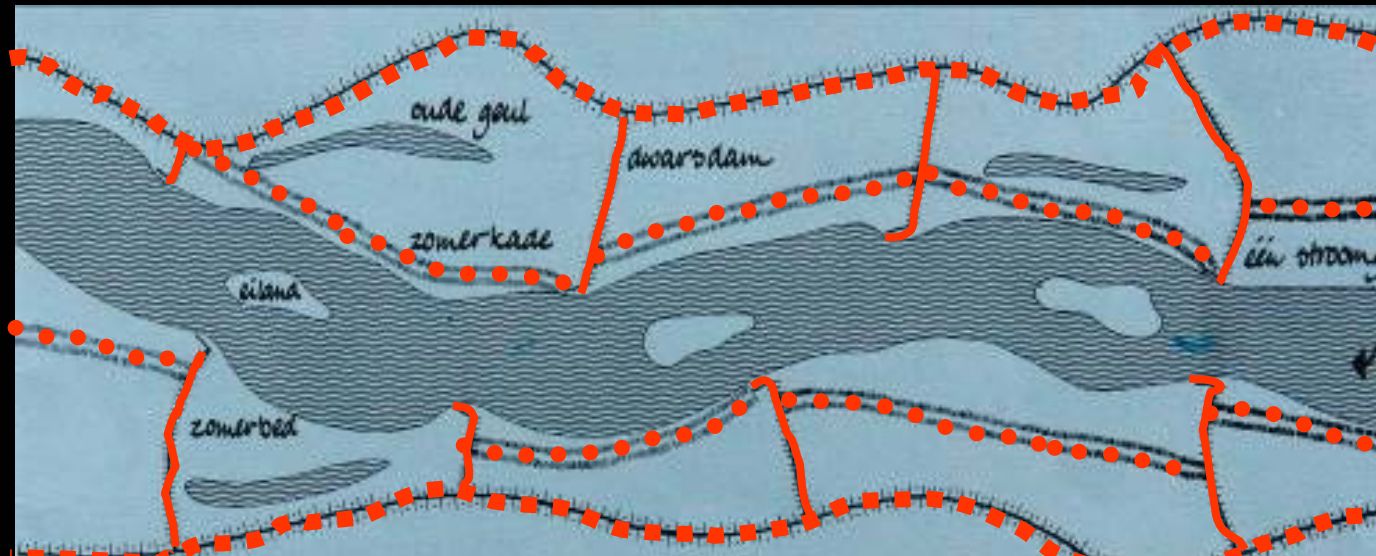 oude geul
dwarsdam
zomerkade
één stroom
eiland
zomerbed